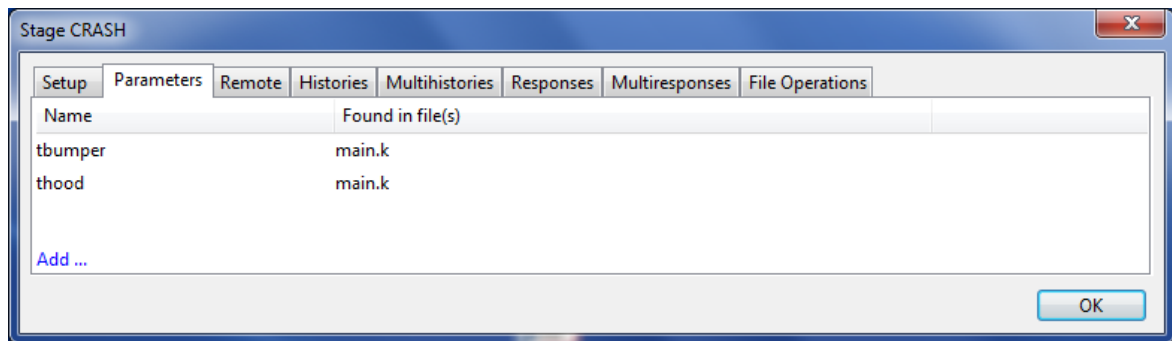 Stage CRASH
Setup Parameters Remote Histories Multihistories Responses Multiresponses File Operations
Name Found in file(s)
tbumper main.k
thood main.k
Add ...
OK